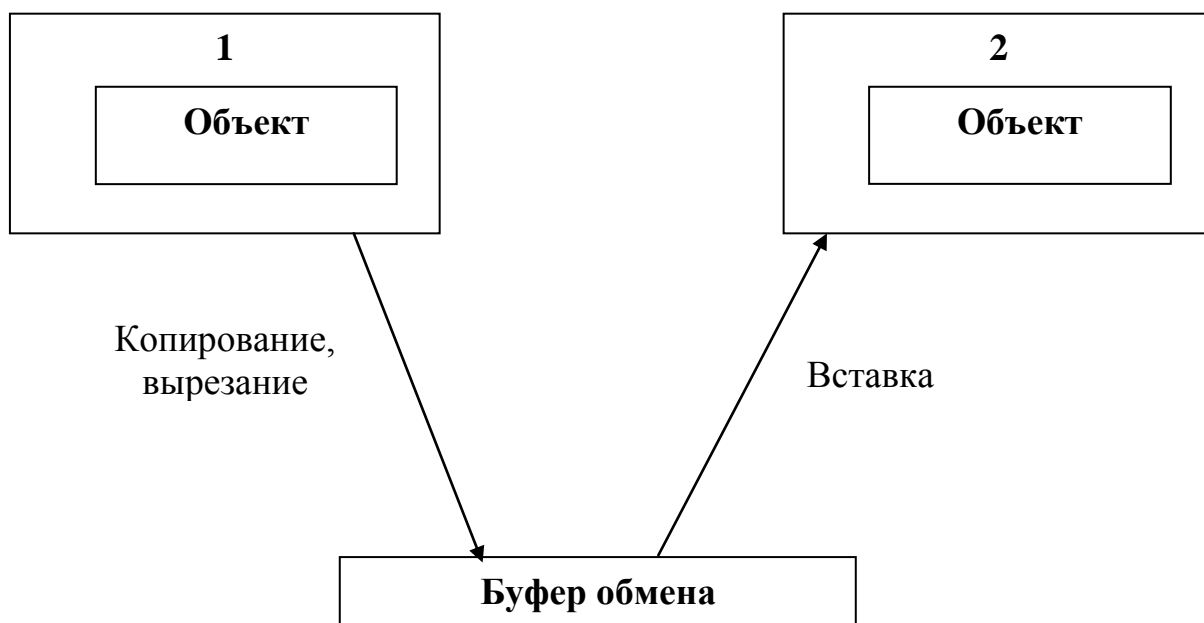 1
Объект
2
Объект
Копирование,
вырезание
Вставка
Буфер обмена